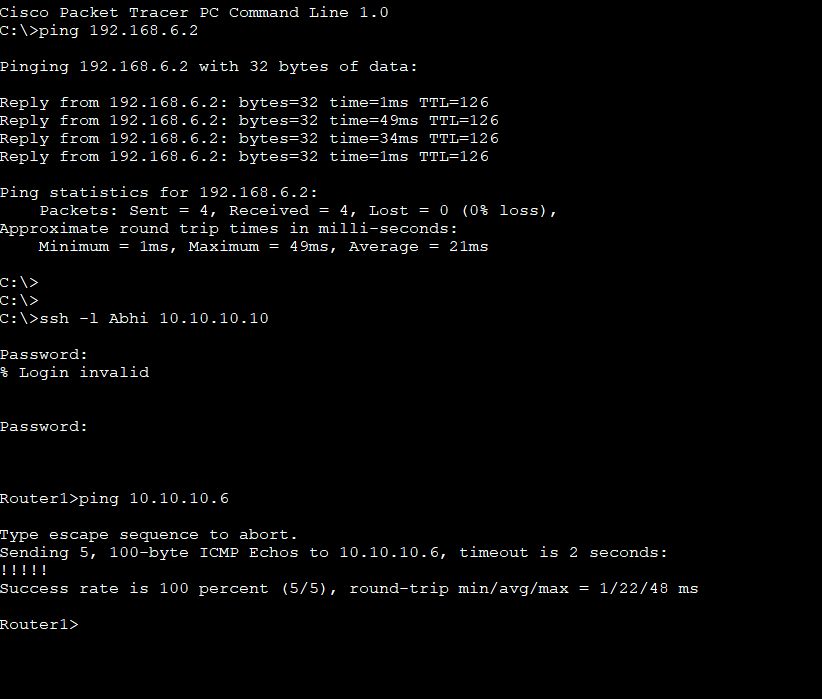 Cisco Packet Tracer PC Command Line 1.0
C:\>ping 192.168.6.2
Pinging 192.168.6.2 with 32 bytes of data:
Reply from 192.168.6.2: bytes=32 time=1ms TTL=126
Reply from 192.168.6.2: bytes=32 time=49ms TTL=126
Reply from 192.168.6.2: bytes=32 time=34ms TTL=126
Reply from 192.168.6.2: bytes=32 time=1ms TTL=126
Ping statistics for 192.168.6.2:
    Packets: Sent = 4, Received = 4, Lost = 0 (0% loss),
Approximate round trip times in milli-seconds:
    Minimum = 1ms, Maximum = 49ms, Average = 21ms
C:\>
C:\>
C:\>ssh -l Abhi 10.10.10.10
Password:
% Login invalid
Password:
Router1>ping 10.10.10.6
Type escape sequence to abort.
Sending 5, 100-byte ICMP Echos to 10.10.10.6, timeout is 2 seconds:
!!!!!
Success rate is 100 percent (5/5), round-trip min/avg/max = 1/22/48 ms
Router1>